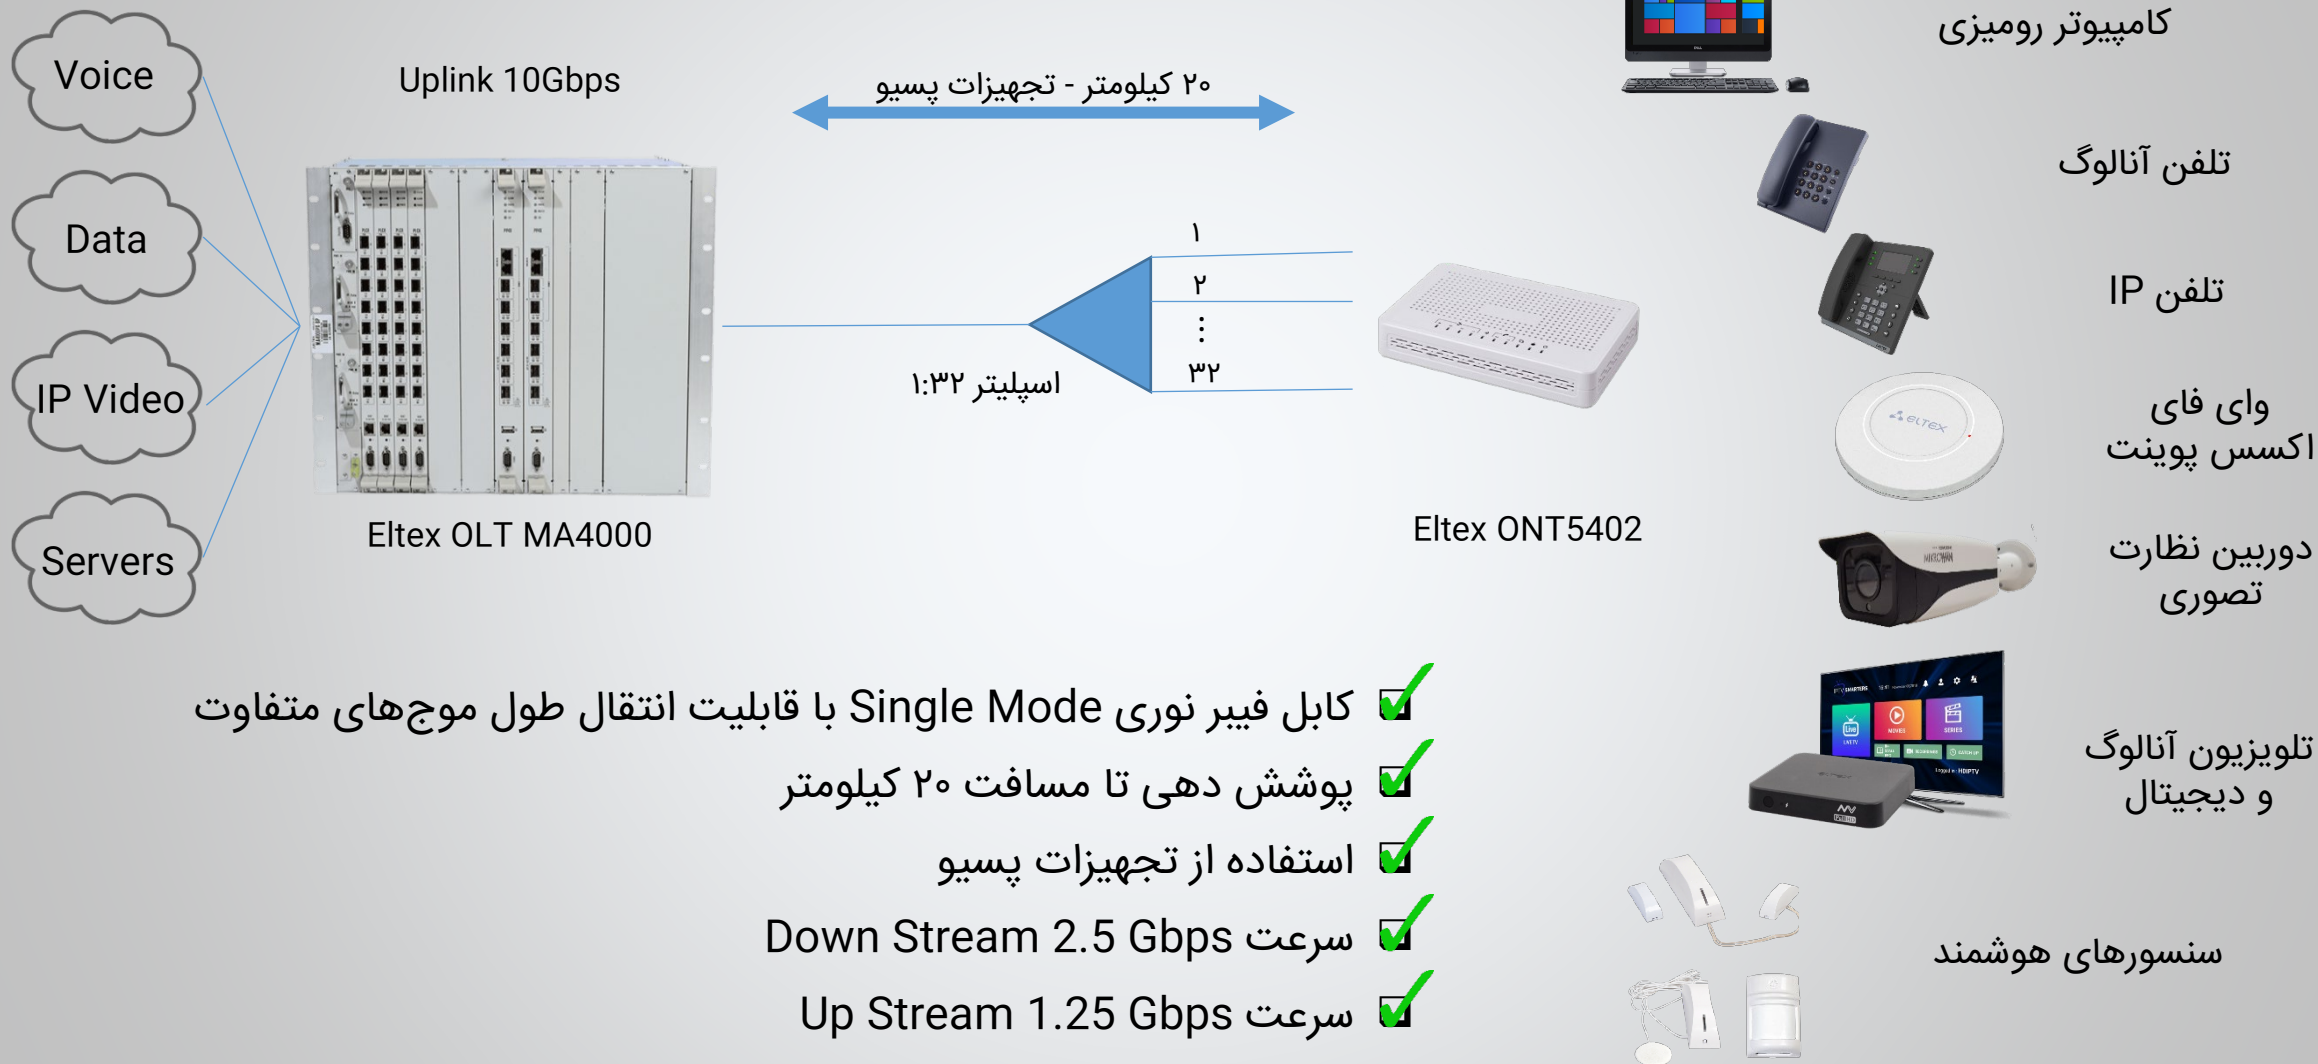 Voice
Data
IP Video
Servers
Uplink 10Gbps
Eltex OLT MA4000
۲۰ کیلومتر - تجهیزات پسیو
۱
۲
⋮
۳۲
اسپلیتر ۱:۳۲
Eltex ONT5402
کامپیوتر رومیزی
تلفن آنالوگ
تلفن IP
وای فای
اکسس پوینت
ELTEX
دوربین نظارت
تصوری
تلویزیون آنالوگ
و دیجیتال
سنسورهای هوشمند
کابل فیبر نوری Single Mode با قابلیت انتقال طول موج‌های متفاوت
پوشش دهی تا مسافت ۲۰ کیلومتر
استفاده از تجهیزات پسیو
سرعت Down Stream 2.5 Gbps
سرعت Up Stream 1.25 Gbps